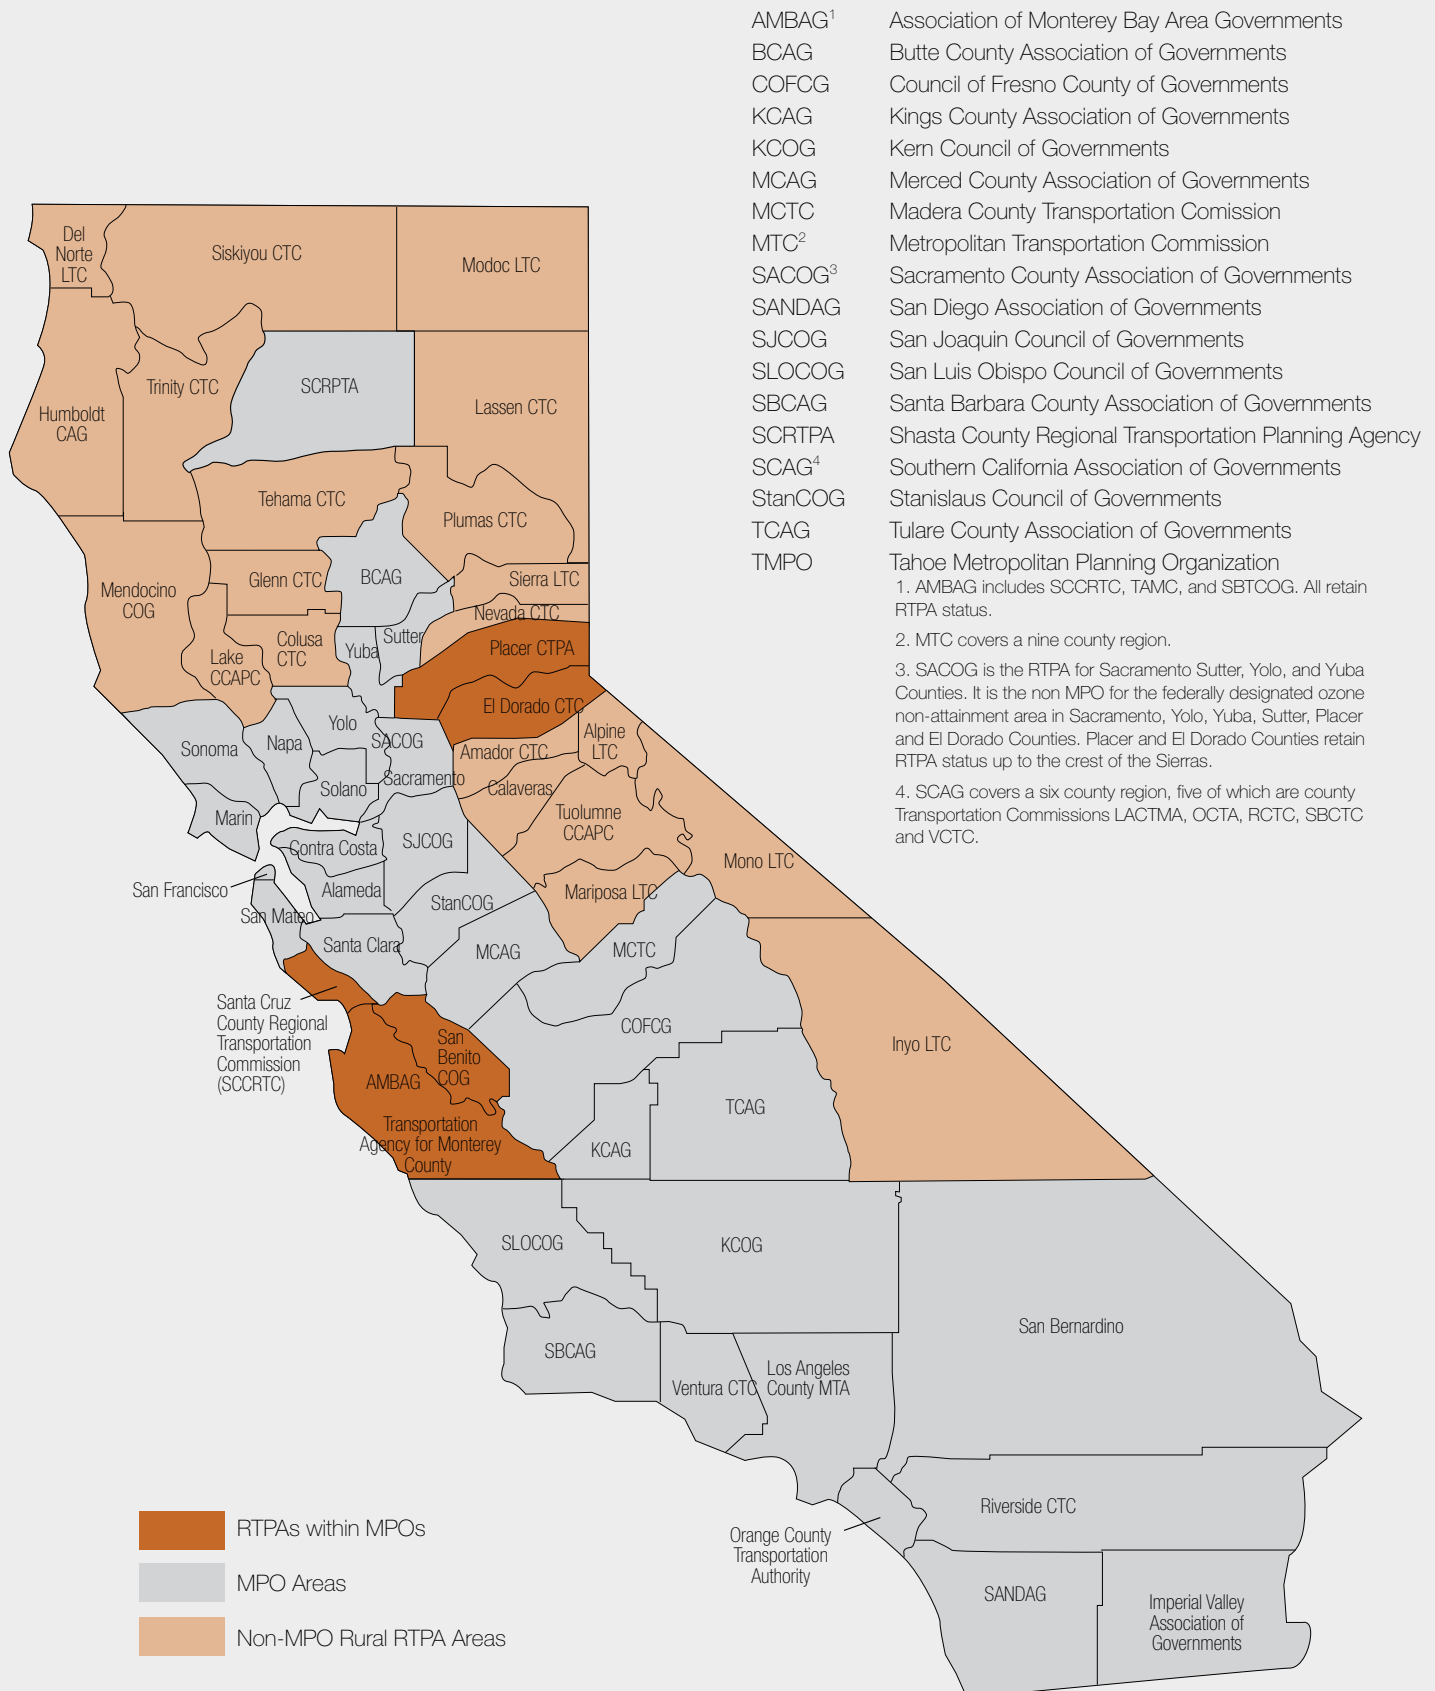 AMBAG1 Association of Monterey Bay Area Governments
BCAG Butte County Association of Governments
COFCG Council of Fresno County of Governments
KCAG Kings County Association of Governments
KCOG Kern Council of Governments
MCAG Merced County Association of Governments
MCTC Madera County Transportation Comission
MTC2 Metropolitan Transportation Commission
SACOG3 Sacramento County Association of Governments
SANDAG San Diego Association of Governments
SJCOG San Joaquin Council of Governments
SLOCOG San Luis Obispo Council of Governments
SBCAG Santa Barbara County Association of Governments
SCRTPA Shasta County Regional Transportation Planning Agency
SCAG4 Southern California Association of Governments
StanCOG Stanislaus Council of Governments
TCAG Tulare County Association of Governments
TMPO Tahoe Metropolitan Planning Organization
1. AMBAG includes SCCRTC, TAMC, and SBTCOG. All retain
RTPA status.
2. MTC covers a nine county region.
3. SACOG is the RTPA for Sacramento Sutter, Yolo, and Yuba
Counties. It is the non MPO for the federally designated ozone
non-attainment area in Sacramento, Yolo, Yuba, Sutter, Placer
and El Dorado Counties. Placer and El Dorado Counties retain
RTPA status up to the crest of the Sierras.
4. SCAG covers a six county region, five of which are county
Transportation Commissions LACTMA, OCTA, RCTC, SBCTC
and VCTC.
Del
Norte
LTC
Siskiyou CTC
Modoc LTC
Trinity CTC
SCRPTA
Humboldt
CAG
Lassen CTC
Tehama CTC
Plumas CTC
Mendocino
COG
Glenn CTC
BCAG
Sierra LTC
Nevada CTC
Colusa
CTC
Lake
CCAPC
Yuba
Sutter
Placer CTPA
El Dorado CTC
Sonoma
Napa
Yolo
SACOG
Sacramento
Solano
Marin
Amador CTC
Alpine
LTC
Calaveras
Tuolumne
CCAPC
Mono LTC
Contra Costa
SJCOG
San Francisco
Alameda
StanCOG
Mariposa LTC
San Mateo
Santa Clara
MCAG
MCTC
Santa Cruz
County Regional
Transportation
Commission
(SCCRTC)
San
Benito
COG
AMBAG
COFCG
Inyo LTC
Transportation
Agency for Monterey
County
KCAG
TCAG
SLOCOG
KCOG
San Bernardino
SBCAG
Ventura CTC
Los Angeles
County MTA
Riverside CTC
Orange County
Transportation
Authority
SANDAG
Imperial Valley
Association of
Governments
RTPAs within MPOs
MPO Areas
Non-MPO Rural RTPA Areas